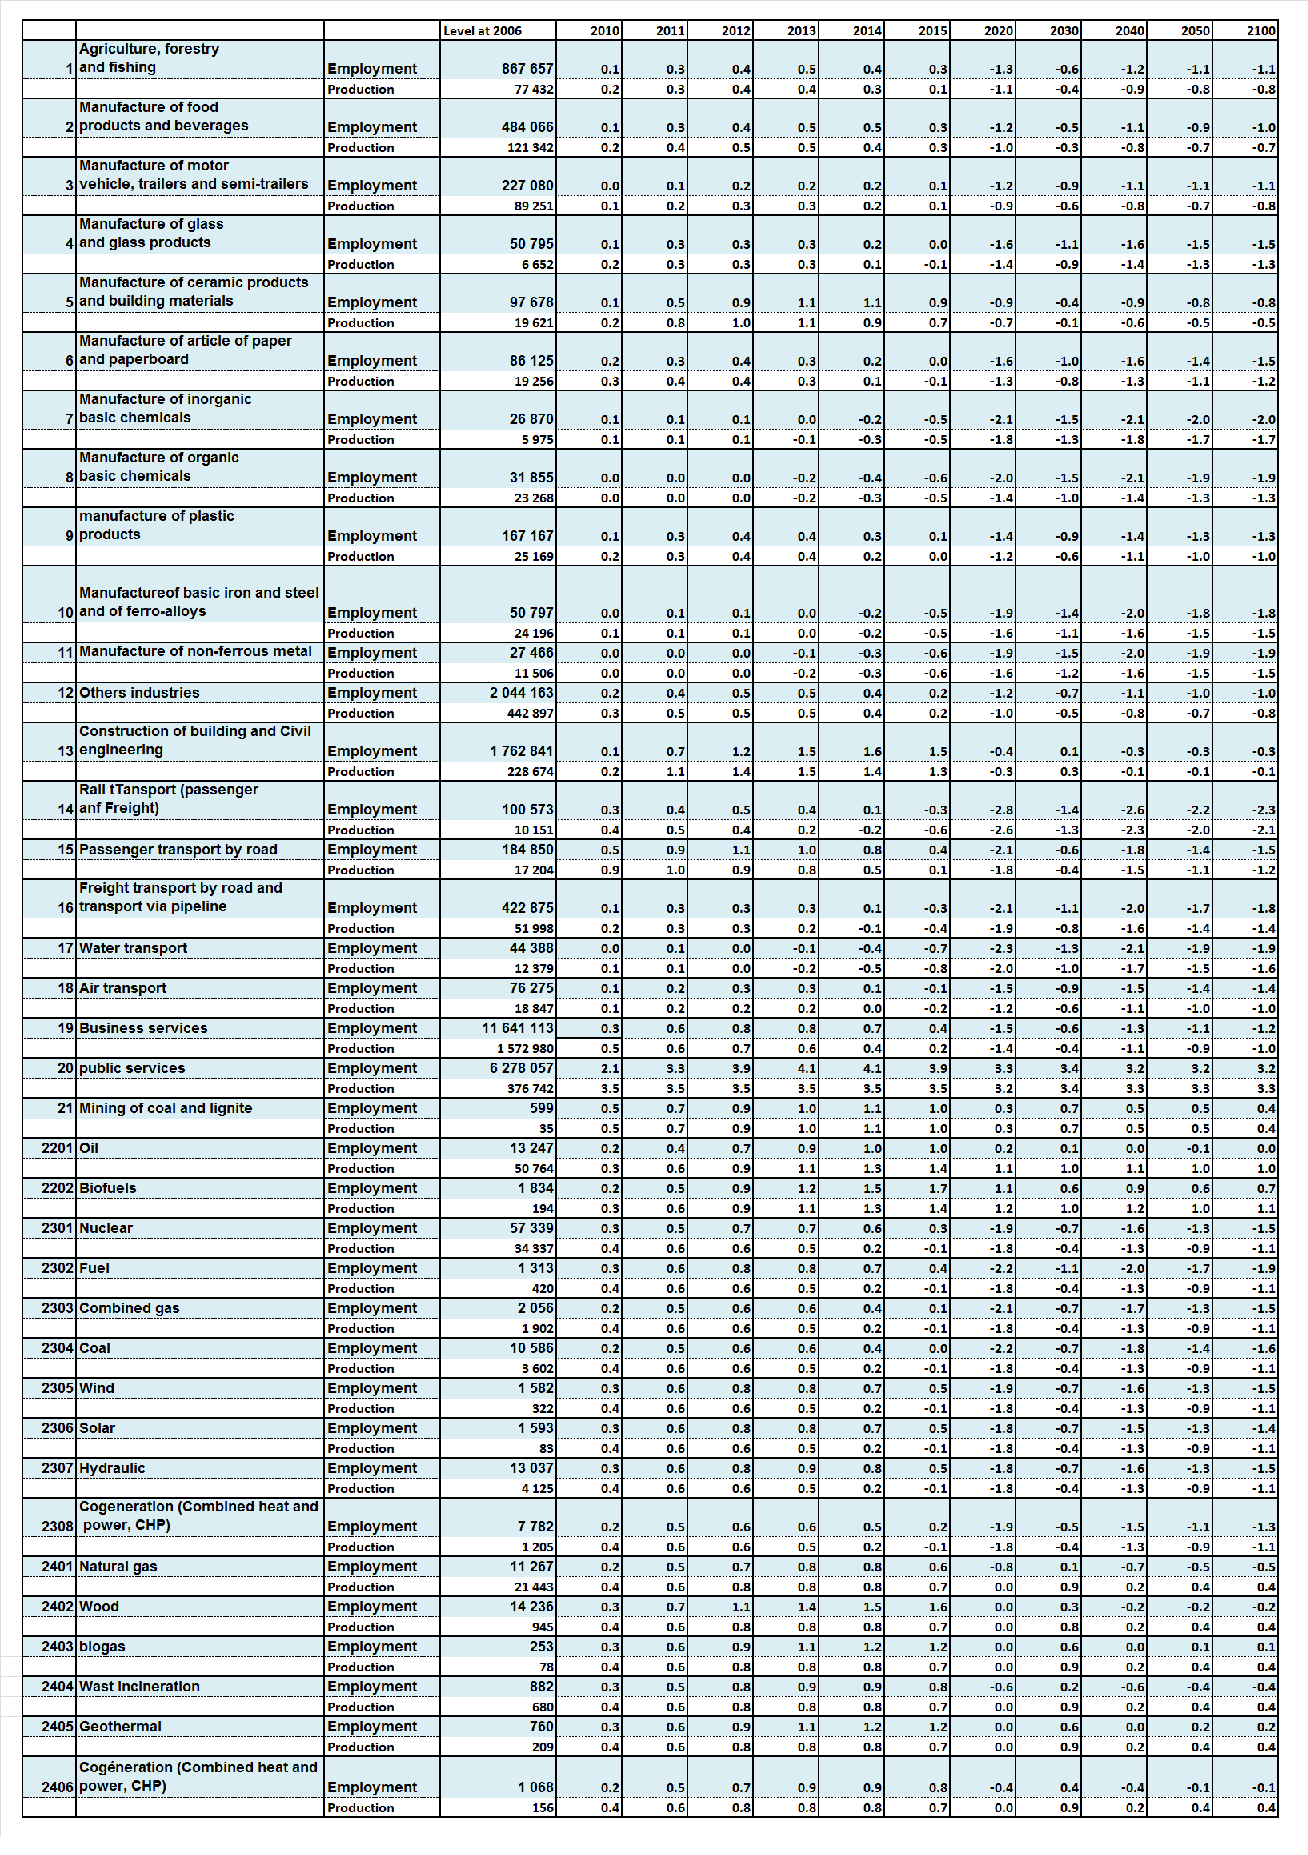 Level at 2006 2010 2011 2012 2013 2014 2015 2020 2030 2040 2050 2100
Agriculture, forestry
1 and fishing Employment 867 657 0.1 0.3 0.4 0.5 0.4 0.3 -1.3 -0.6 -1.2 -1.1 -1.1
Production 77 432 0.2 0.3 0.4 0.4 0.3 0.1 -1.1 -0.4 -0.9 -0.8 -0.8
Manufacture of food
2 products and beverages Employment 484 066 0.1 0.3 0.4 0.5 0.5 0.3 -1.2 -0.5 -1.1 -0.9 -1.0
Production 121 342 0.2 0.4 0.5 0.5 0.4 0.3 -1.0 -0.3 -0.8 -0.7 -0.7
Manufacture of motor
3 vehicle, trailers and semi-trailers Employment 227 080 0.0 0.1 0.2 0.2 0.2 0.1 -1.2 -0.9 -1.1 -1.1 -1.1
Production 89 251 0.1 0.2 0.3 0.3 0.2 0.1 -0.9 -0.6 -0.8 -0.7 -0.8
Manufacture of glass
4 and glass products Employment 50 795 0.1 0.3 0.3 0.3 0.2 0.0 -1.6 -1.1 -1.6 -1.5 -1.5
Production 6 652 0.2 0.3 0.3 0.3 0.1 -0.1 -1.4 -0.9 -1.4 -1.3 -1.3
Manufacture of ceramic products
5 and building materials Employment 97 678 0.1 0.5 0.9 1.1 1.1 0.9 -0.9 -0.4 -0.9 -0.8 -0.8
Production 19 621 0.2 0.8 1.0 1.1 0.9 0.7 -0.7 -0.1 -0.6 -0.5 -0.5
Manufacture of article of paper
6 and paperboard Employment 86 125 0.2 0.3 0.4 0.3 0.2 0.0 -1.6 -1.0 -1.6 -1.4 -1.5
Production 19 256 0.3 0.4 0.4 0.3 0.1 -0.1 -1.3 -0.8 -1.3 -1.1 -1.2
Manufacture of inorganic
7 basic chemicals Employment 26 870 0.1 0.1 0.1 0.0 -0.2 -0.5 -2.1 -1.5 -2.1 -2.0 -2.0
Production 5 975 0.1 0.1 0.1 -0.1 -0.3 -0.5 -1.8 -1.3 -1.8 -1.7 -1.7
Manufacture of organic
8 basic chemicals Employment 31 855 0.0 0.0 0.0 -0.2 -0.4 -0.6 -2.0 -1.5 -2.1 -1.9 -1.9
Production 23 268 0.0 0.0 0.0 -0.2 -0.3 -0.5 -1.4 -1.0 -1.4 -1.3 -1.3
manufacture of plastic
9 products Employment 167 167 0.1 0.3 0.4 0.4 0.3 0.1 -1.4 -0.9 -1.4 -1.3 -1.3
Production 25 169 0.2 0.3 0.4 0.4 0.2 0.0 -1.2 -0.6 -1.1 -1.0 -1.0
Manufactureof basic iron and steel
10 and of ferro-alloys Employment 50 797 0.0 0.1 0.1 0.0 -0.2 -0.5 -1.9 -1.4 -2.0 -1.8 -1.8
Production 24 196 0.1 0.1 0.1 0.0 -0.2 -0.5 -1.6 -1.1 -1.6 -1.5 -1.5
11 Manufacture of non-ferrous metal Employment 27 466 0.0 0.0 0.0 -0.1 -0.3 -0.6 -1.9 -1.5 -2.0 -1.9 -1.9
Production 11 506 0.0 0.0 0.0 -0.2 -0.3 -0.6 -1.6 -1.2 -1.6 -1.5 -1.5
12 Others industries Employment 2 044 163 0.2 0.4 0.5 0.5 0.4 0.2 -1.2 -0.7 -1.1 -1.0 -1.0
Production 442 897 0.3 0.5 0.5 0.5 0.4 0.2 -1.0 -0.5 -0.8 -0.7 -0.8
Construction of building and Civil
13 engineering Employment 1 762 841 0.1 0.7 1.2 1.5 1.6 1.5 -0.4 0.1 -0.3 -0.3 -0.3
Production 228 674 0.2 1.1 1.4 1.5 1.4 1.3 -0.3 0.3 -0.1 -0.1 -0.1
Rail tTansport (passenger
14 anf Freight) Employment 100 573 0.3 0.4 0.5 0.4 0.1 -0.3 -2.8 -1.4 -2.6 -2.2 -2.3
Production 10 151 0.4 0.5 0.4 0.2 -0.2 -0.6 -2.6 -1.3 -2.3 -2.0 -2.1
15 Passenger transport by road Employment 184 850 0.5 0.9 1.1 1.0 0.8 0.4 -2.1 -0.6 -1.8 -1.4 -1.5
Production 17 204 0.9 1.0 0.9 0.8 0.5 0.1 -1.8 -0.4 -1.5 -1.1 -1.2
Freight transport by road and
16 transport via pipeline Employment 422 875 0.1 0.3 0.3 0.3 0.1 -0.3 -2.1 -1.1 -2.0 -1.7 -1.8
Production 51 998 0.2 0.3 0.3 0.2 -0.1 -0.4 -1.9 -0.8 -1.6 -1.4 -1.4
17 Water transport Employment 44 388 0.0 0.1 0.0 -0.1 -0.4 -0.7 -2.3 -1.3 -2.1 -1.9 -1.9
Production 12 379 0.1 0.1 0.0 -0.2 -0.5 -0.8 -2.0 -1.0 -1.7 -1.5 -1.6
18 Air transport Employment 76 275 0.1 0.2 0.3 0.3 0.1 -0.1 -1.5 -0.9 -1.5 -1.4 -1.4
Production 18 847 0.1 0.2 0.2 0.2 0.0 -0.2 -1.2 -0.6 -1.1 -1.0 -1.0
19 Business services Employment 11 641 113 0.3 0.6 0.8 0.8 0.7 0.4 -1.5 -0.6 -1.3 -1.1 -1.2
Production 1 572 980 0.5 0.6 0.7 0.6 0.4 0.2 -1.4 -0.4 -1.1 -0.9 -1.0
20 public services Employment 6 278 057 2.1 3.3 3.9 4.1 4.1 3.9 3.3 3.4 3.2 3.2 3.2
Production 376 742 3.5 3.5 3.5 3.5 3.5 3.5 3.2 3.4 3.3 3.3 3.3
21 Mining of coal and lignite Employment 599 0.5 0.7 0.9 1.0 1.1 1.0 0.3 0.7 0.5 0.5 0.4
Production 35 0.5 0.7 0.9 1.0 1.1 1.0 0.3 0.7 0.5 0.5 0.4
2201 Oil Employment 13 247 0.2 0.4 0.7 0.9 1.0 1.0 0.2 0.1 0.0 -0.1 0.0
Production 50 764 0.3 0.6 0.9 1.1 1.3 1.4 1.1 1.0 1.1 1.0 1.0
2202 Biofuels Employment 1 834 0.2 0.5 0.9 1.2 1.5 1.7 1.1 0.6 0.9 0.6 0.7
Production 194 0.3 0.6 0.9 1.1 1.3 1.4 1.2 1.0 1.2 1.0 1.1
2301 Nuclear Employment 57 339 0.3 0.5 0.7 0.7 0.6 0.3 -1.9 -0.7 -1.6 -1.3 -1.5
Production 34 337 0.4 0.6 0.6 0.5 0.2 -0.1 -1.8 -0.4 -1.3 -0.9 -1.1
2302 Fuel Employment 1 313 0.3 0.6 0.8 0.8 0.7 0.4 -2.2 -1.1 -2.0 -1.7 -1.9
Production 420 0.4 0.6 0.6 0.5 0.2 -0.1 -1.8 -0.4 -1.3 -0.9 -1.1
2303 Combined gas Employment 2 056 0.2 0.5 0.6 0.6 0.4 0.1 -2.1 -0.7 -1.7 -1.3 -1.5
Production 1 902 0.4 0.6 0.6 0.5 0.2 -0.1 -1.8 -0.4 -1.3 -0.9 -1.1
2304 Coal Employment 10 586 0.2 0.5 0.6 0.6 0.4 0.0 -2.2 -0.7 -1.8 -1.4 -1.6
Production 3 602 0.4 0.6 0.6 0.5 0.2 -0.1 -1.8 -0.4 -1.3 -0.9 -1.1
2305 Wind Employment 1 582 0.3 0.6 0.8 0.8 0.7 0.5 -1.9 -0.7 -1.6 -1.3 -1.5
Production 322 0.4 0.6 0.6 0.5 0.2 -0.1 -1.8 -0.4 -1.3 -0.9 -1.1
2306 Solar Employment 1 593 0.3 0.6 0.8 0.8 0.7 0.5 -1.8 -0.7 -1.5 -1.3 -1.4
Production 83 0.4 0.6 0.6 0.5 0.2 -0.1 -1.8 -0.4 -1.3 -0.9 -1.1
2307 Hydraulic Employment 13 037 0.3 0.6 0.8 0.9 0.8 0.5 -1.8 -0.7 -1.6 -1.3 -1.5
Production 4 125 0.4 0.6 0.6 0.5 0.2 -0.1 -1.8 -0.4 -1.3 -0.9 -1.1
Cogeneration (Combined heat and
2308 power, CHP) Employment 7 782 0.2 0.5 0.6 0.6 0.5 0.2 -1.9 -0.5 -1.5 -1.1 -1.3
Production 1 205 0.4 0.6 0.6 0.5 0.2 -0.1 -1.8 -0.4 -1.3 -0.9 -1.1
2401 Natural gas Employment 11 267 0.2 0.5 0.7 0.8 0.8 0.6 -0.8 0.1 -0.7 -0.5 -0.5
Production 21 443 0.4 0.6 0.8 0.8 0.8 0.7 0.0 0.9 0.2 0.4 0.4
2402 Wood Employment 14 236 0.3 0.7 1.1 1.4 1.5 1.6 0.0 0.3 -0.2 -0.2 -0.2
Production 945 0.4 0.6 0.8 0.8 0.8 0.7 0.0 0.8 0.2 0.4 0.4
2403 biogas Employment 253 0.3 0.6 0.9 1.1 1.2 1.2 0.0 0.6 0.0 0.1 0.1
Production 78 0.4 0.6 0.8 0.8 0.8 0.7 0.0 0.9 0.2 0.4 0.4
2404 Wast incineration Employment 882 0.3 0.5 0.8 0.9 0.9 0.8 -0.6 0.2 -0.6 -0.4 -0.4
Production 680 0.4 0.6 0.8 0.8 0.8 0.7 0.0 0.9 0.2 0.4 0.4
2405 Geothermal Employment 760 0.3 0.6 0.9 1.1 1.2 1.2 0.0 0.6 0.0 0.2 0.2
Production 209 0.4 0.6 0.8 0.8 0.8 0.7 0.0 0.9 0.2 0.4 0.4
Cogéneration (Combined heat and
2406 power, CHP) Employment 1 068 0.2 0.5 0.7 0.9 0.9 0.8 -0.4 0.4 -0.4 -0.1 -0.1
Production 156 0.4 0.6 0.8 0.8 0.8 0.7 0.0 0.9 0.2 0.4 0.4